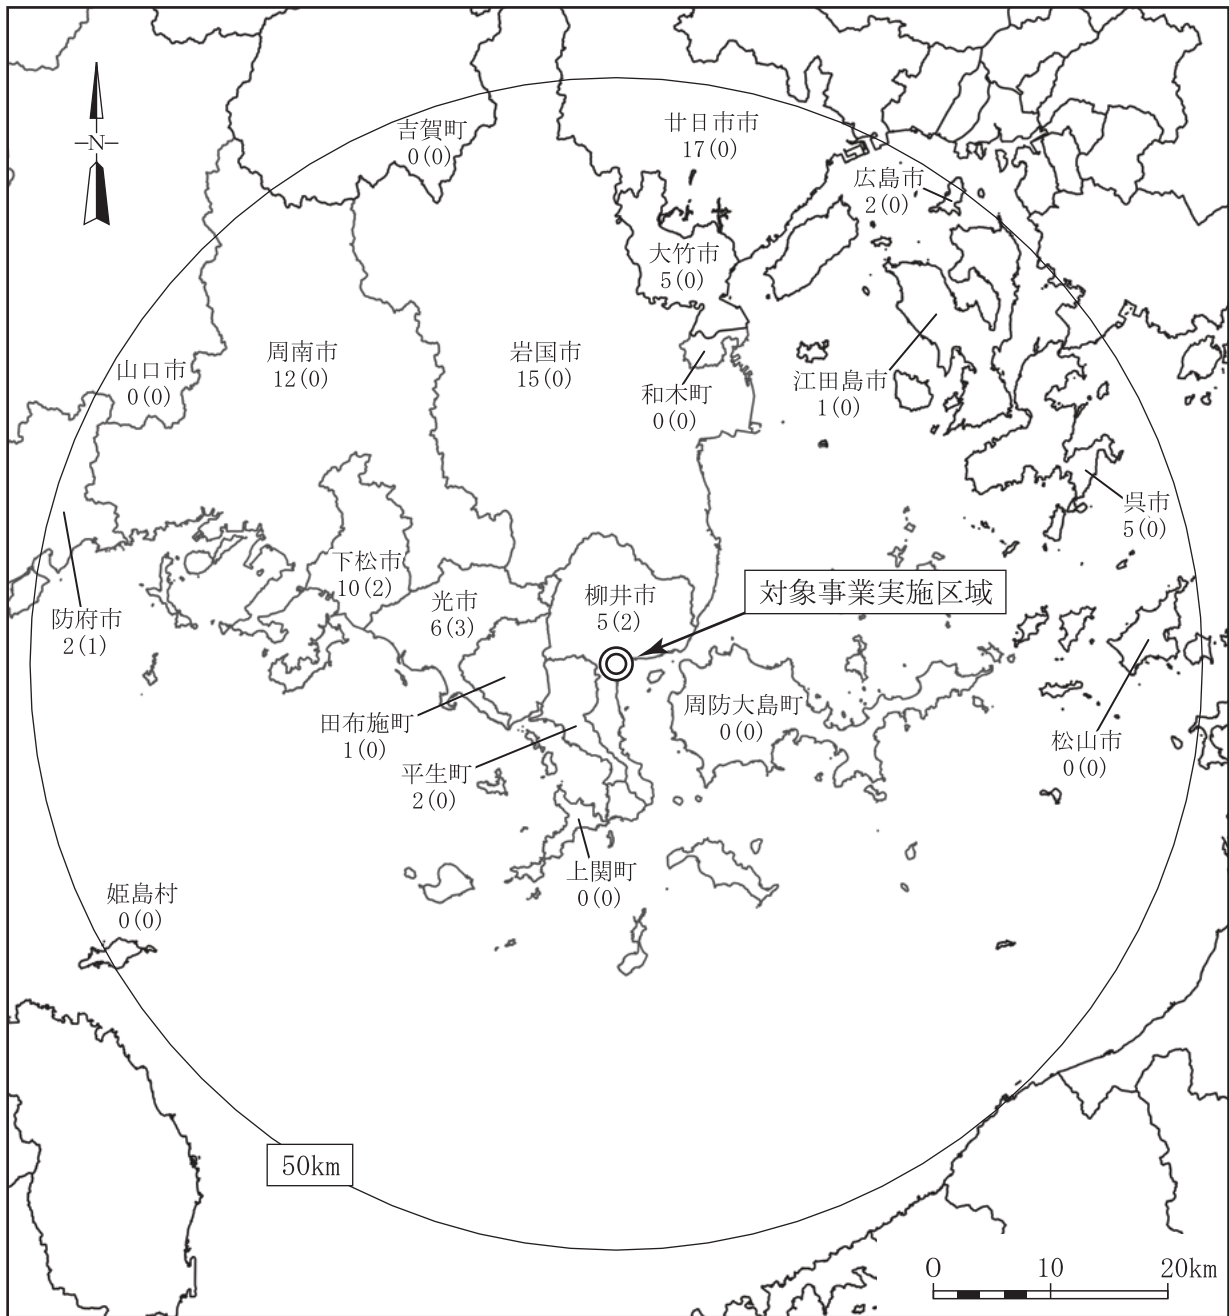 N
吉賀町
0(0)
廿日市市
17(0)
広島市
2(0)
大竹市
5(0)
山口市
0(0)
周南市
12(0)
岩国市
15(0)
和木町
0(0)
江田島市
1(0)
呉市
5(0)
防府市
2(1)
下松市
10(2)
光市
6(3)
柳井市
5(2)
対象事業実施区域
田布施町
1(0)
平生町
2(0)
周防大島町
0(0)
松山市
0(0)
上関町
0(0)
姫島村
0(0)
50km
0 10 20km